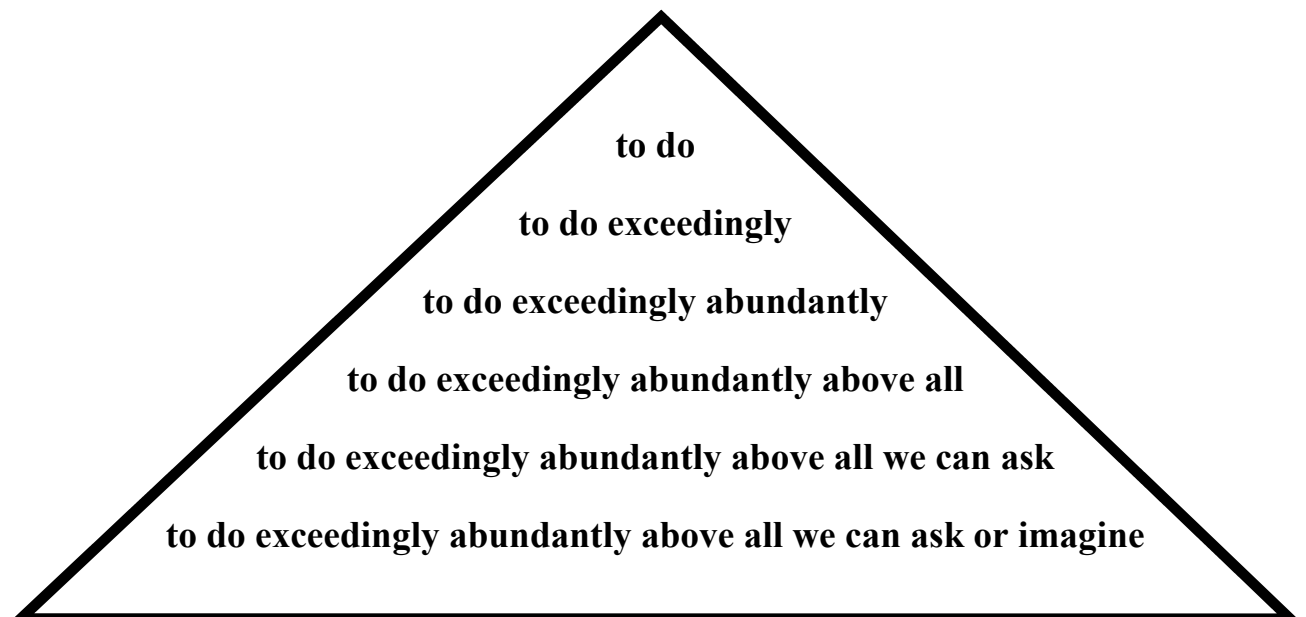 to do
to do exceedingly
to do exceedingly abundantly
to do exceedingly abundantly above all
to do exceedingly abundantly above all we can ask
to do exceedingly abundantly above all we can ask or imagine